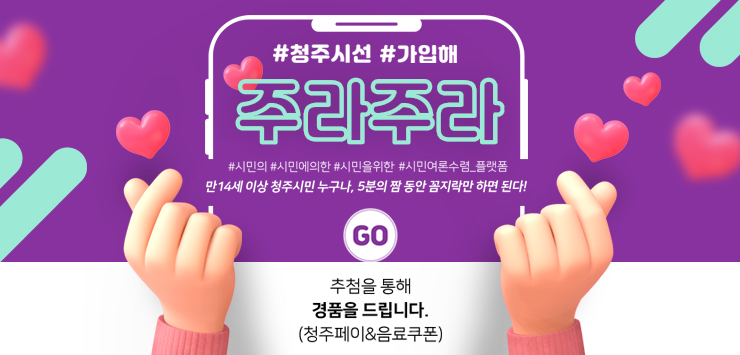 #청주시선 #가입해
주라주라
#시민의 #시민에의한 #시민을위한 #시민여론수렴_플랫폼
만14세 이상 청주시민 누구나, 5분의 짬 동안 꼼지락만 하면 된다!
GO
추첨을 통해
경품을 드립니다.
(청주페이&음료쿠폰)